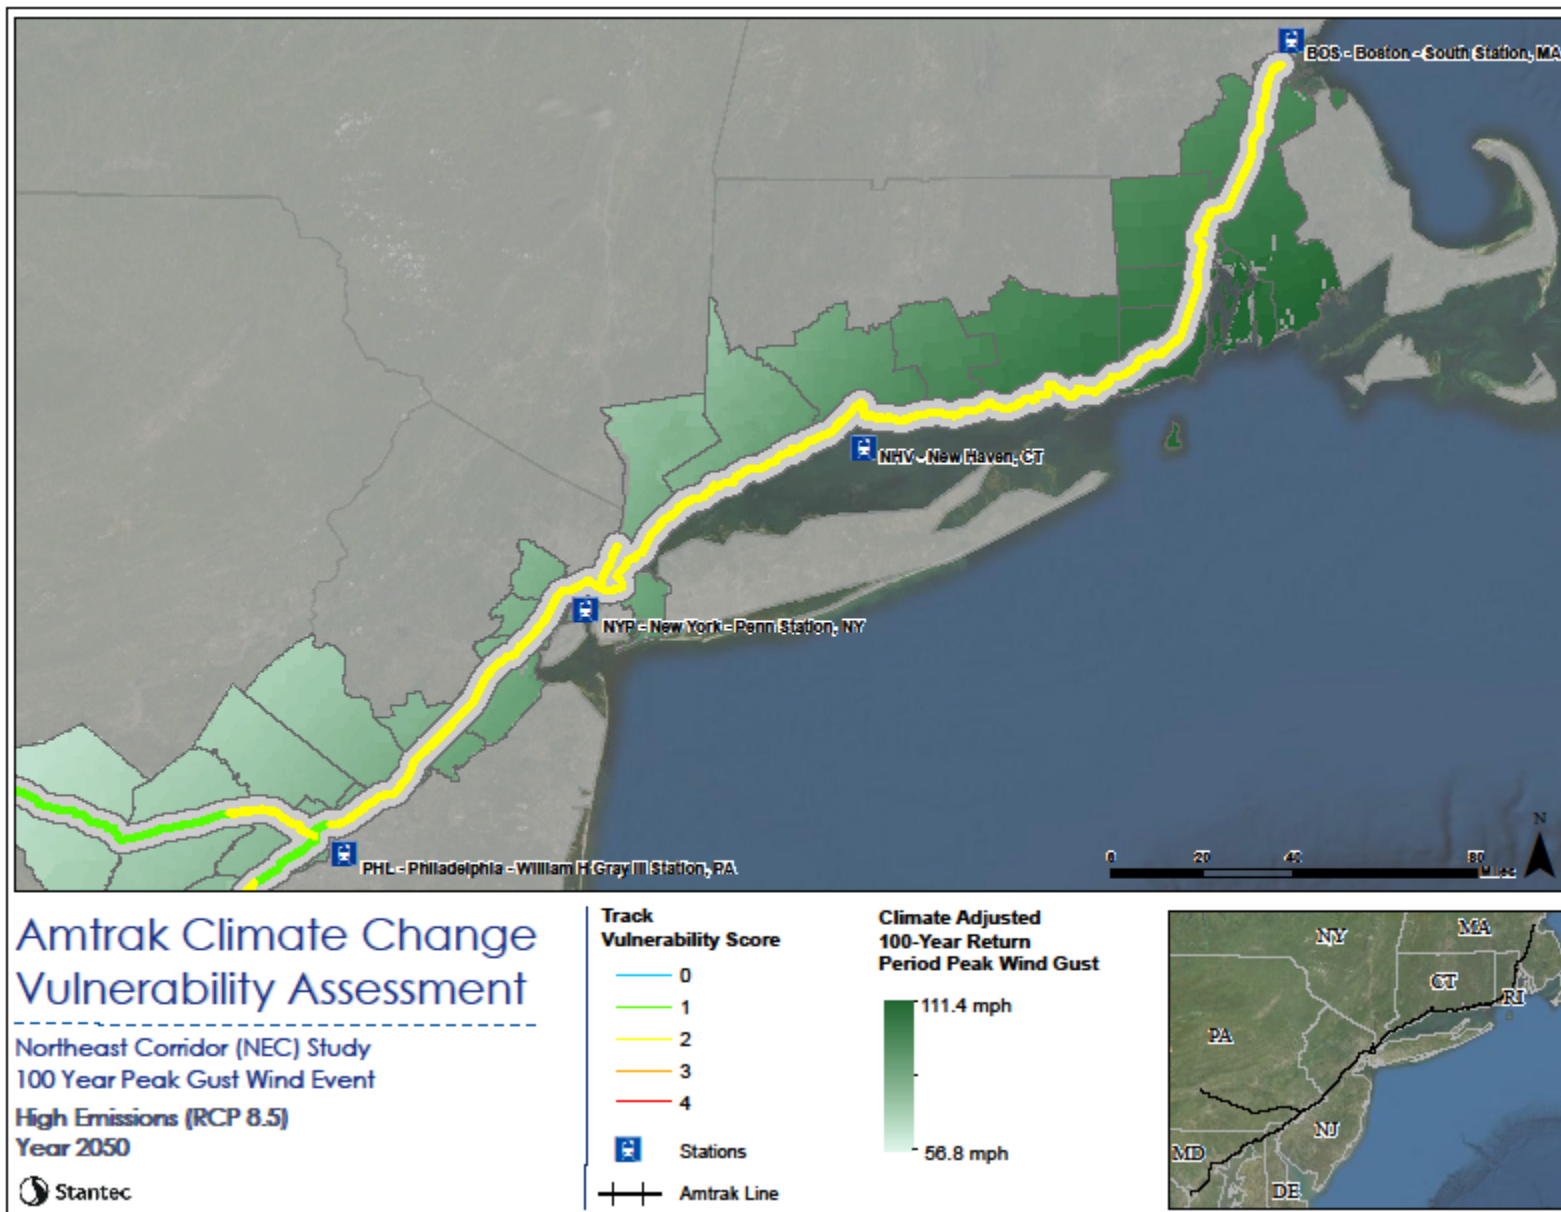 BOS - Boston - South Station, MA
NHV - New Haven, CT
NYP - New York - Penn Station, NY
PHL - Philadelphia - William H Gray III Station, PA
N
0 20 40 80
Miles
Amtrak Climate Change
Vulnerability Assessment
Northeast Corridor (NEC) Study
100 Year Peak Gust Wind Event
High Emissions (RCP 8.5)
Year 2050
Stantec
Track
Vulnerability Score
0
1
2
3
4
Stations
Amtrak Line
Climate Adjusted
100-Year Return
Period Peak Wind Gust
111.4 mph
56.8 mph
NY
MA
CT
RI
PA
NJ
MD
DE